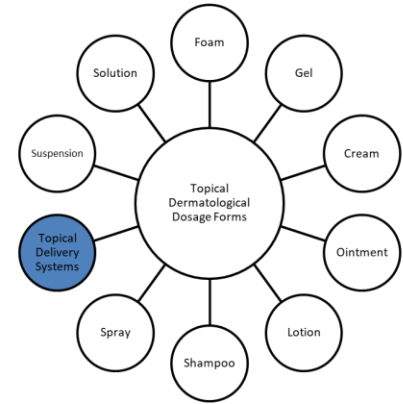 Foam
Solution
Gel
Suspension
Cream
Topical
Dermatological
Dosage Forms
Topical
Delivery
Systems
Ointment
Spray
Lotion
Shampoo